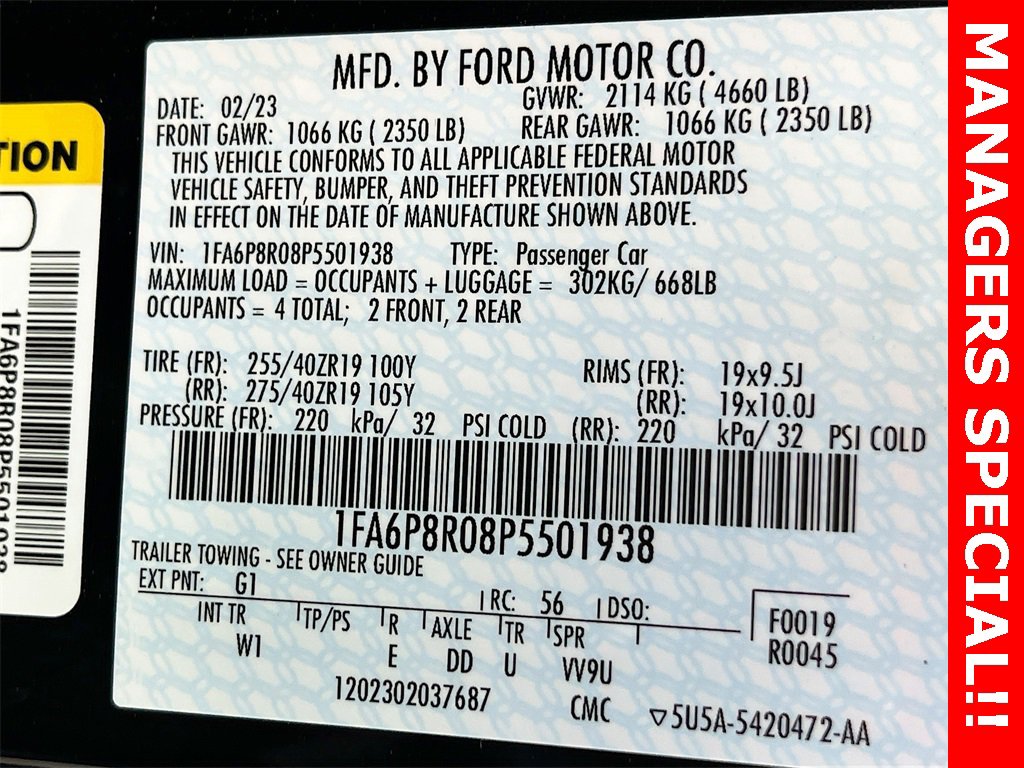 MFD. BY FORD MOTOR CO.
DATE: 02/23 GVWR: 2114 KG ( 4660 LB)
FRONT GAWR: 1066 KG ( 2350 LB) REAR GAWR: 1066 KG ( 2350 LB)
THIS VEHICLE CONFORMS TO ALL APPLICABLE FEDERAL MOTOR
VEHICLE SAFETY, BUMPER, AND THEFT PREVENTION STANDARDS
IN EFFECT ON THE DATE OF MANUFACTURE SHOWN ABOVE.
VIN: 1FA6P8R08P5501938 TYPE: Passenger Car
MAXIMUM LOAD = OCCUPANTS + LUGGAGE = 302KG/ 668LB
OCCUPANTS = 4 TOTAL; 2 FRONT, 2 REAR
TIRE (FR): 255/40ZR19 100Y RIMS (FR): 19x9.5J
(RR): 275/40ZR19 105Y (RR): 19x10.0J
PRESSURE (FR): 220 kPa/ 32 PSI COLD (RR): 220 kPa/ 32 PSI COLD
1FA6P8R08P5501938
TRAILER TOWING - SEE OWNER GUIDE
EXT PNT: G1 RC: 56 DSO: F0019
INT TR TP/PS R AXLE TR SPR R0045
W1 E DD U VV9U
1202302037687 CMC ▽5U5A-5420472-AA
TION
1FA6P8R08P5501938
MANAGERS SPECIAL!!